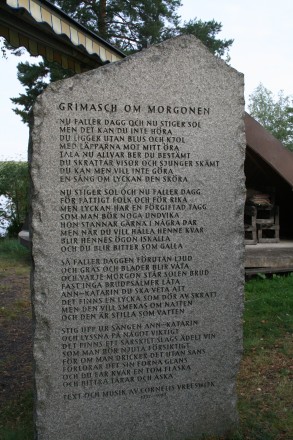 GRIMASCH OM MORGONEN
NU FALLER DAGG OCH NU STIGER SOL
MEN DET KAN DU INTE HÖRA
DU LIGGER UTAN BLUS OCH KJOL
MED LÄPPARNA MOT MITT ÖRA
TALA NU ALLVAR BER DU BESTÄMT
DU SKRATTAR VISOR OCH SJUNGER SKÄMT
DU KAN MEN VILL INTE GÖRA
EN SÅNG OM LYCKAN DEN SKÖRA
NU STIGER SOL OCH NU FALLER DAGG
FÖR FATTIGT FOLK OCH FÖR RIKA
MEN LYCKAN HAR EN FÖRGIFTAD TAGG
SOM MAN BÖR NOGA UNDVIKA
HON STANNAR GÄRNA I NÅGRA DAR
MEN NÄR DU VILL HÅLLA HENNE KVAR
BLIR HENNES ÖGON ISKALLA
OCH DU BLIR BITTER SOM GALLA
SÅ FALLER DAGGEN FÖRUTAN LJUD
OCH GRÄS OCH BLADER BLIR VÅTA
OCH VARJE MORGON STÅR SOLEN BRUD
FAST INGA BRUDPSALMER LÅTA
ANN-KATARIN DU SKA VETA ATT
DET FINNS EN LYCKA SOM DÖR AV SKRATT
MEN DEN VILL SMEKAS OM NATTEN
OCH DEN ÄR STILLA SOM VATTEN
STIG UPP UR SÄNGEN ANN-KATARIN
OCH LYSSNA PÅ NÅGOT VIKTIGT
DET FINNS ETT SÄRSKILT SLAGS ÄDELT VIN
SOM MAN BÖR NJUTA FÖRSIKTIGT
FÖR OM MAN DRICKER DET UTAN SANS
FÖRLORAR DET SIN FORNA GLANS
OCH DU BÄR KVAR EN TOM FLASKA
OCH BITTRA TÅRAR OCH ASKA
TEXT OCH MUSIK AV CORNELIS VREESWIJK